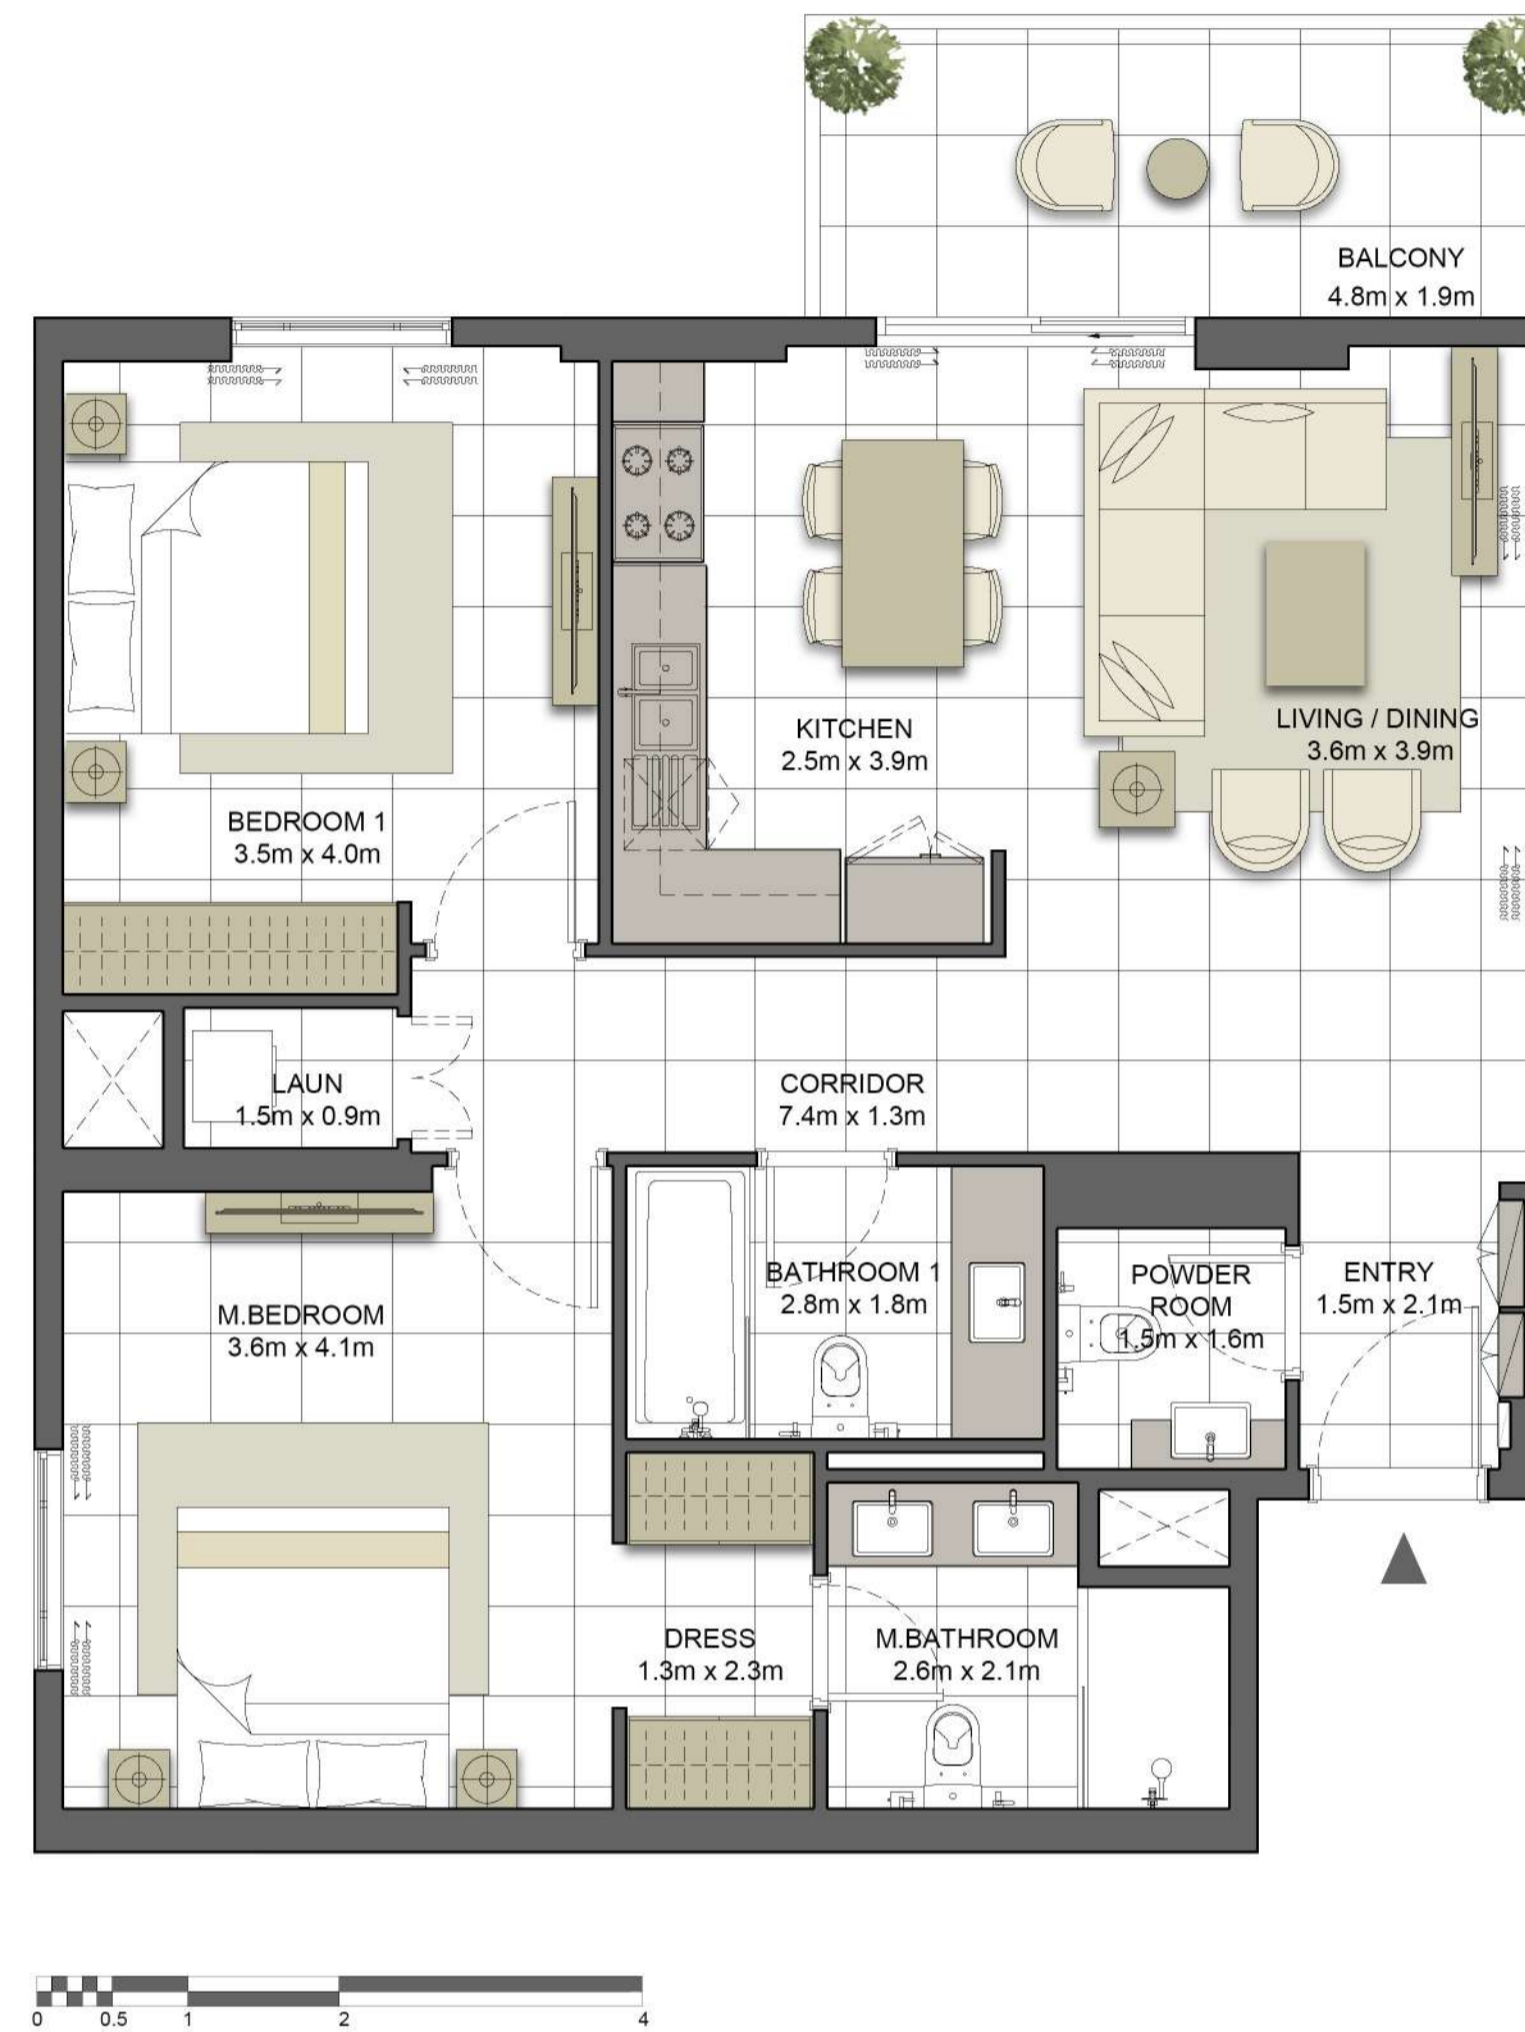 BALCONY
4.8m x 1.9m
KITCHEN
2.5m x 3.9m
LIVING / DINING
3.6m x 3.9m
BEDROOM 1
3.5m x 4.0m
LAUN
1.5m x 0.9m
CORRIDOR
7.4m x 1.3m
M.BEDROOM
3.6m x 4.1m
BATHROOM 1
2.8m x 1.8m
POWDER
ROOM
1.5m x 1.6m
ENTRY
1.5m x 2.1m
DRESS
1.3m x 2.3m
M.BATHROOM
2.6m x 2.1m
0 0.5 1 2 4